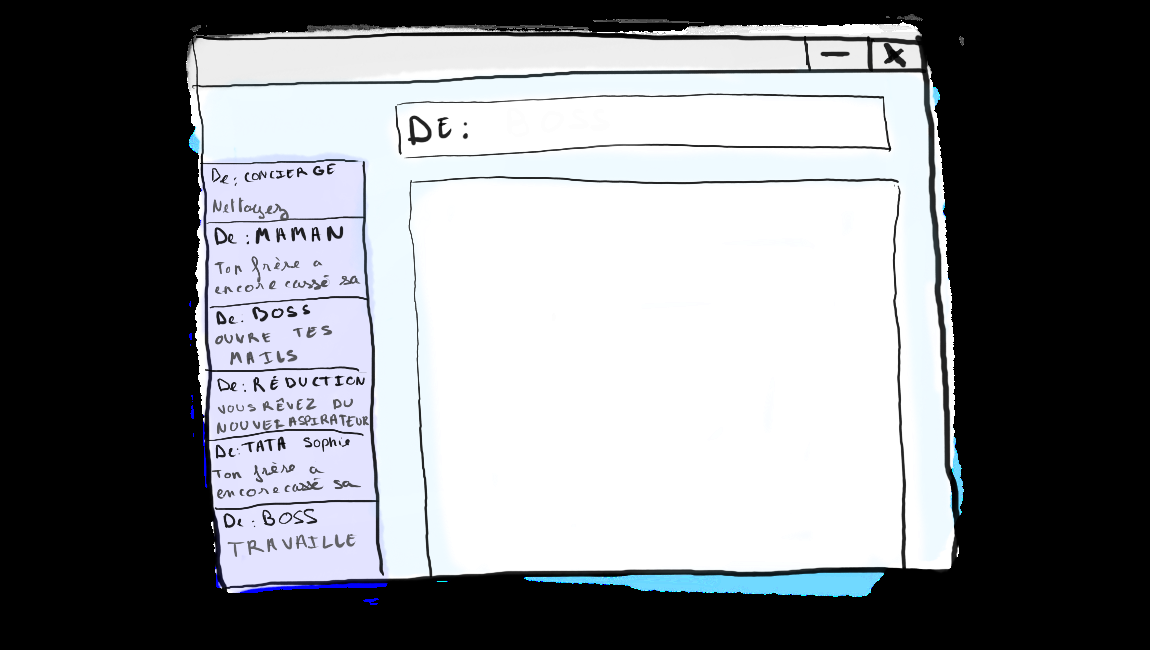 — X
De:
De: CONCIERGE
Nettoyez
De: MAMAN
Ton frère a
encore cassé sa
De. BOSS
OUVRE TES
MAILS
De: RÉDUCTION
VOUS RÊVEZ DU
NOUVEL ASPIRATEUR
De: TATA Sophie
Ton frère a
encore cassé sa
De: BOSS
TRAVAILLE